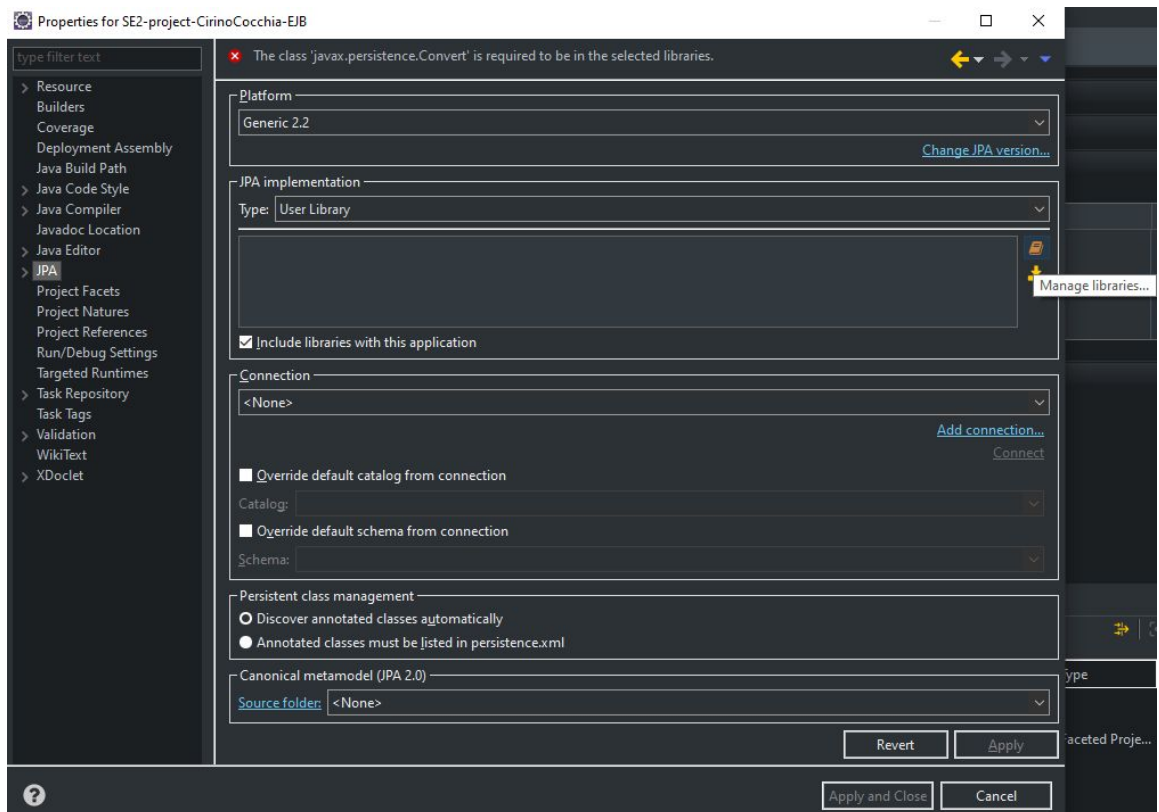 Properties for SE2-project-CirinoCocchia-EJB
type filter text
The class 'javax.persistence.Convert' is required to be in the selected libraries.
Resource
Builders
Coverage
Deployment Assembly
Java Build Path
Java Code Style
Java Compiler
Javadoc Location
Java Editor
JPA
Project Facets
Project Natures
Project References
Run/Debug Settings
Targeted Runtimes
Task Repository
Task Tags
Validation
WikiText
XDoclet
Platform
Generic 2.2
Change JPA version...
JPA implementation
Type: User Library
Manage libraries...
Include libraries with this application
Connection
<None>
Add connection...
Connect
Override default catalog from connection
Catalog:
Override default schema from connection
Schema:
Persistent class management
Discover annotated classes automatically
Annotated classes must be listed in persistence.xml
Canonical metamodel (JPA 2.0)
Source folder: <None>
Revert Apply
Apply and Close Cancel
ype
aceted Proje...